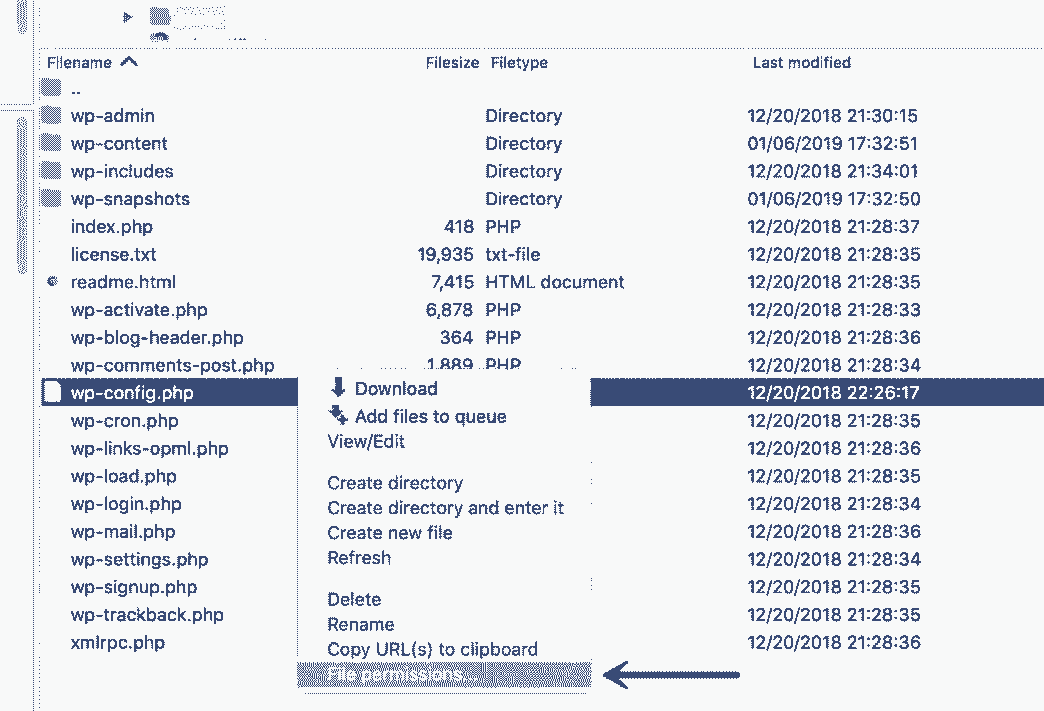 Filename Filesize Filetype Last modified
..
wp-admin Directory 12/20/2018 21:30:15
wp-content Directory 01/06/2019 17:32:51
wp-includes Directory 12/20/2018 21:34:01
wp-snapshots Directory 01/06/2019 17:32:50
index.php 418 PHP 12/20/2018 21:28:37
license.txt 19,935 txt-file 12/20/2018 21:28:35
readme.html 7,415 HTML document 12/20/2018 21:28:35
wp-activate.php 6,878 PHP 12/20/2018 21:28:33
wp-blog-header.php 364 PHP 12/20/2018 21:28:36
wp-comments-post.php 1,889 PHP 12/20/2018 21:28:34
wp-config.php 12/20/2018 22:26:17
wp-cron.php 12/20/2018 21:28:35
wp-links-opml.php 12/20/2018 21:28:36
wp-load.php 12/20/2018 21:28:35
wp-login.php 12/20/2018 21:28:34
wp-mail.php 12/20/2018 21:28:36
wp-settings.php 12/20/2018 21:28:34
wp-signup.php 12/20/2018 21:28:35
wp-trackback.php 12/20/2018 21:28:35
xmlrpc.php 12/20/2018 21:28:36
Download
Add files to queue
View/Edit
Create directory
Create directory and enter it
Create new file
Refresh
Delete
Rename
Copy URL(s) to clipboard
File permissions...